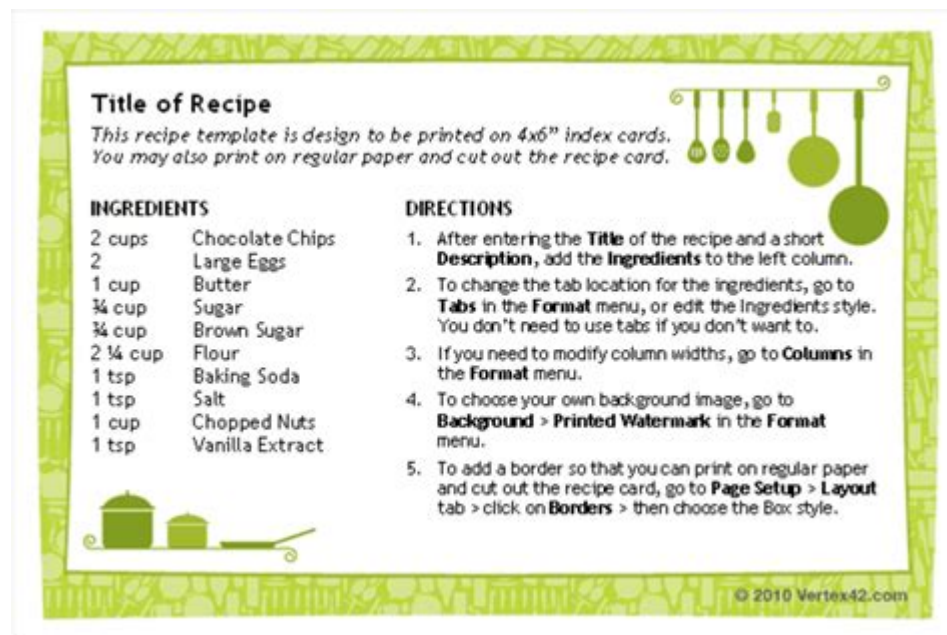 Title of Recipe
This recipe template is design to be printed on 4x6" index cards.
You may also print on regular paper and cut out the recipe card.
INGREDIENTS
2 cups Chocolate Chips
2 Large Eggs
1 cup Butter
¾ cup Sugar
¾ cup Brown Sugar
2 ¼ cup Flour
1 tsp Baking Soda
1 tsp Salt
1 cup Chopped Nuts
1 tsp Vanilla Extract
DIRECTIONS
1. After entering the Title of the recipe and a short
Description, add the Ingredients to the left column.
2. To change the tab location for the ingredients, go to
Tabs in the Format menu, or edit the Ingredients style.
You don't need to use tabs if you don't want to.
3. If you need to modify column widths, go to Columns in
the Format menu.
4. To choose your own background image, go to
Background > Printed Watermark in the Format
menu.
5. To add a border so that you can print on regular paper
and cut out the recipe card, go to Page Setup > Layout
tab > click on Borders > then choose the Box style.
© 2010 Vertex42.com